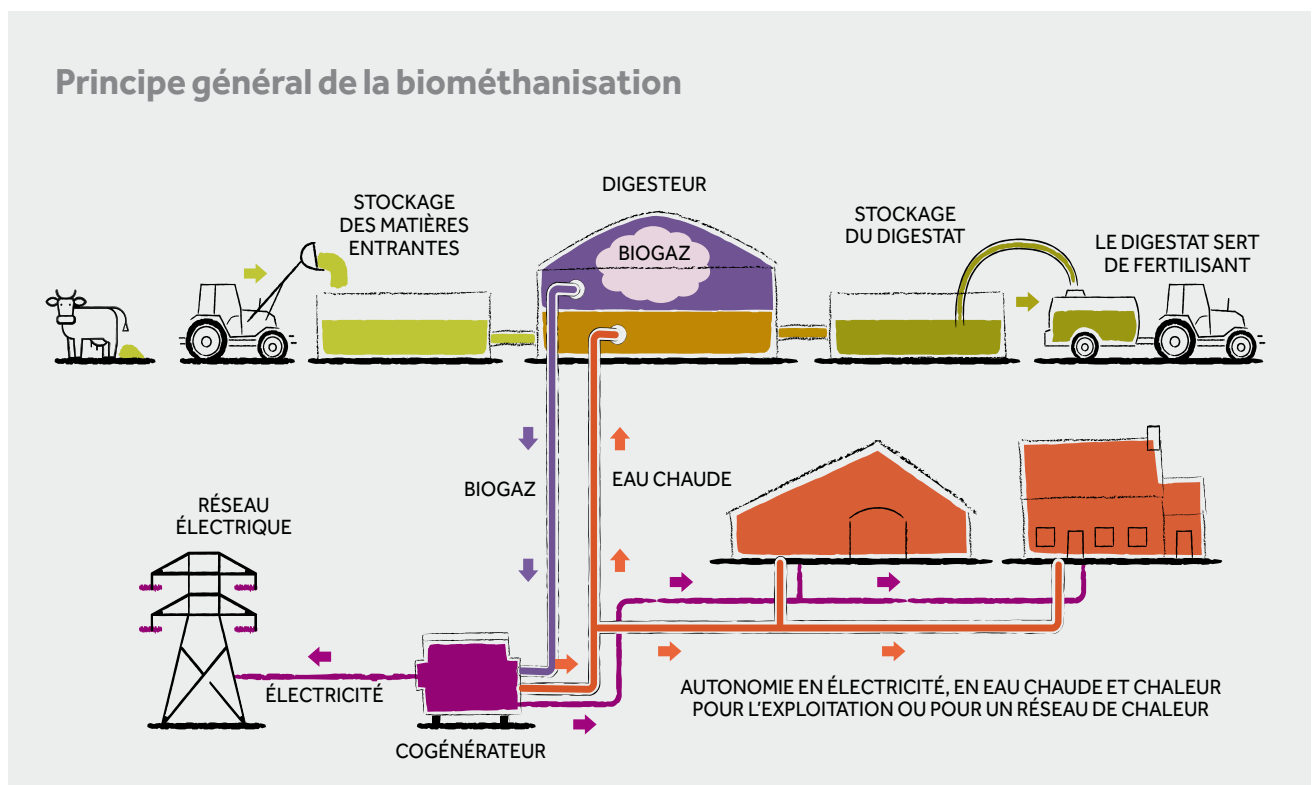 Principe général de la biométhanisation
STOCKAGE
DES MATIÈRES
ENTRANTES
DIGESTEUR
BIOGAZ
STOCKAGE
DU DIGESTAT
LE DIGESTAT SERT
DE FERTILISANT
BIOGAZ
EAU CHAUDE
RÉSEAU
ÉLECTRIQUE
ÉLECTRICITÉ
COGÉNÉRATEUR
AUTONOMIE EN ÉLECTRICITÉ, EN EAU CHAUDE ET CHALEUR
POUR L'EXPLOITATION OU POUR UN RÉSEAU DE CHALEUR